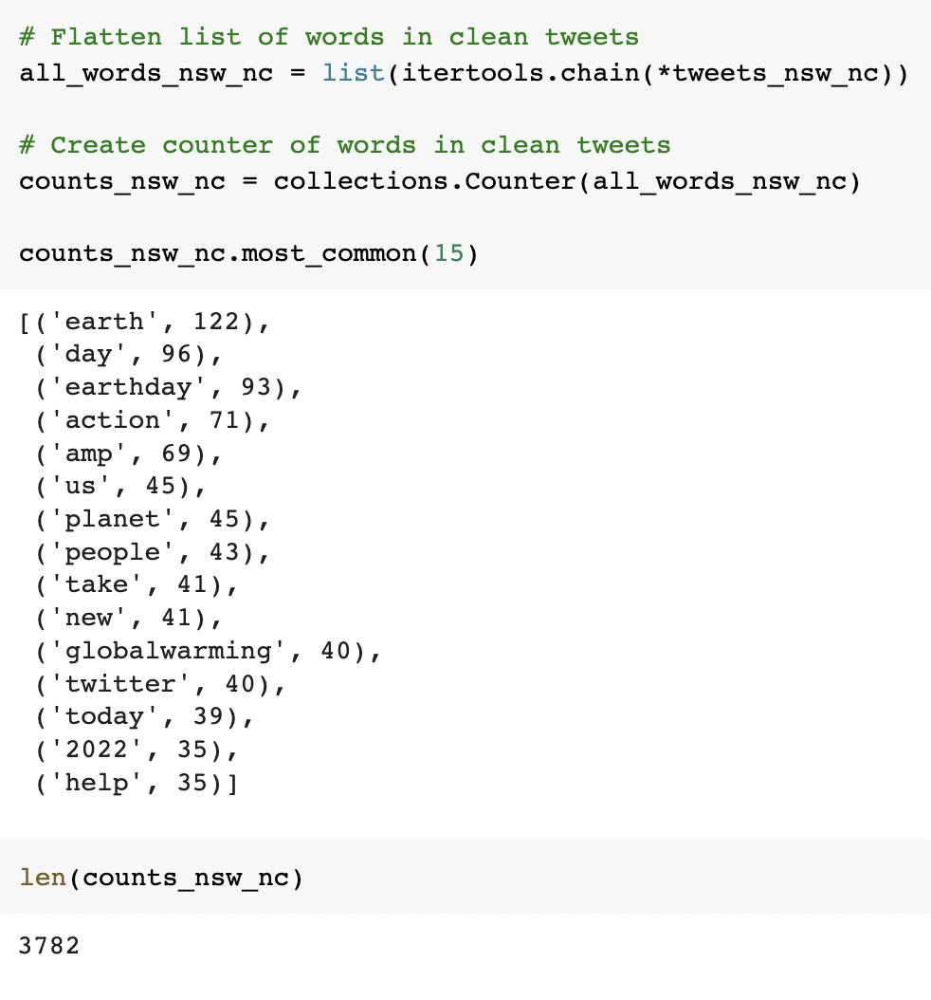 # Flatten list of words in clean tweets
all_words_nsw_nc = list(itertools.chain(*tweets_nsw_nc))
# Create counter of words in clean tweets
counts_nsw_nc = collections.Counter(all_words_nsw_nc)
counts_nsw_nc.most_common(15)
[('earth', 122),
('day', 96),
('earthday', 93),
('action', 71),
('amp', 69),
('us', 45),
('planet', 45),
('people', 43),
('take', 41),
('new', 41),
('globalwarming', 40),
('twitter', 40),
('today', 39),
('2022', 35),
('help', 35)]
len(counts_nsw_nc)
3782